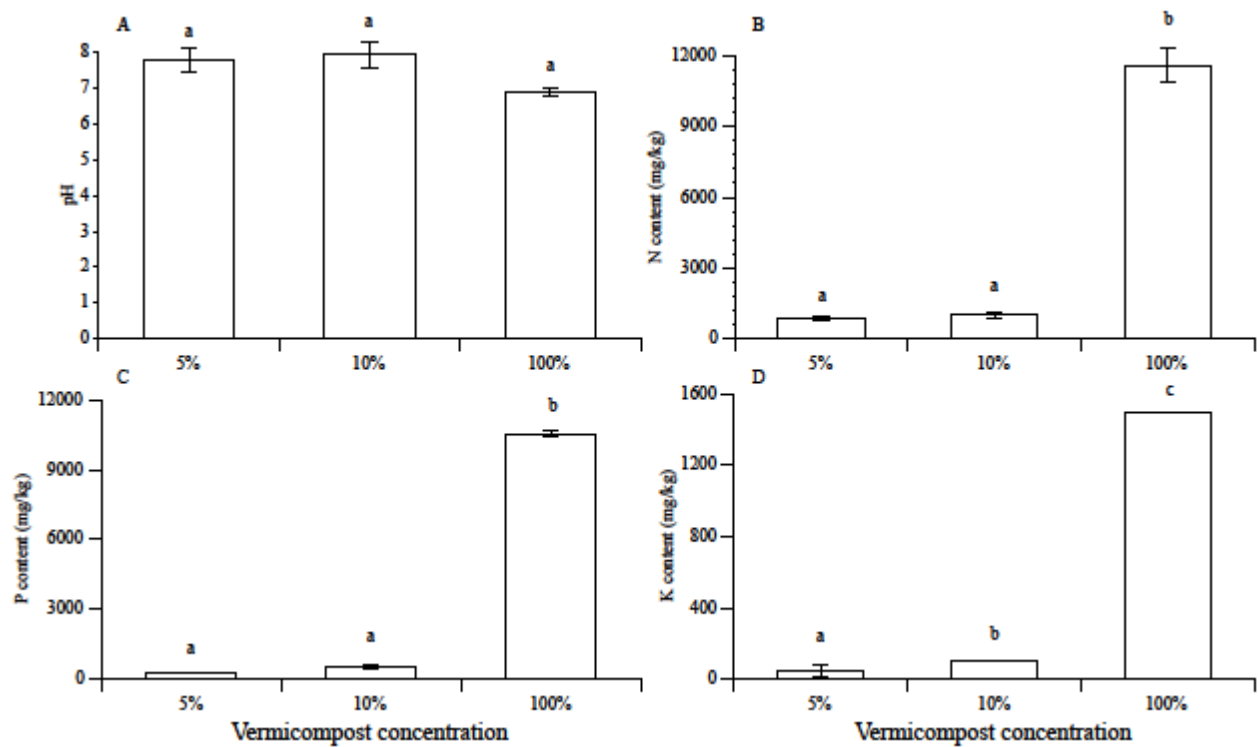 A
a
a
a
8
7
6
5
4
3
2
1
0
pH
5%
10%
100%
B
a
a
b
12000
9000
6000
3000
0
N content (mg/kg)
5%
10%
100%
C
a
a
b
12000
9000
6000
3000
0
P content (mg/kg)
5%
10%
100%
Vermicompost concentration
D
a
b
c
1600
1200
800
400
0
K content (mg/kg)
5%
10%
100%
Vermicompost concentration